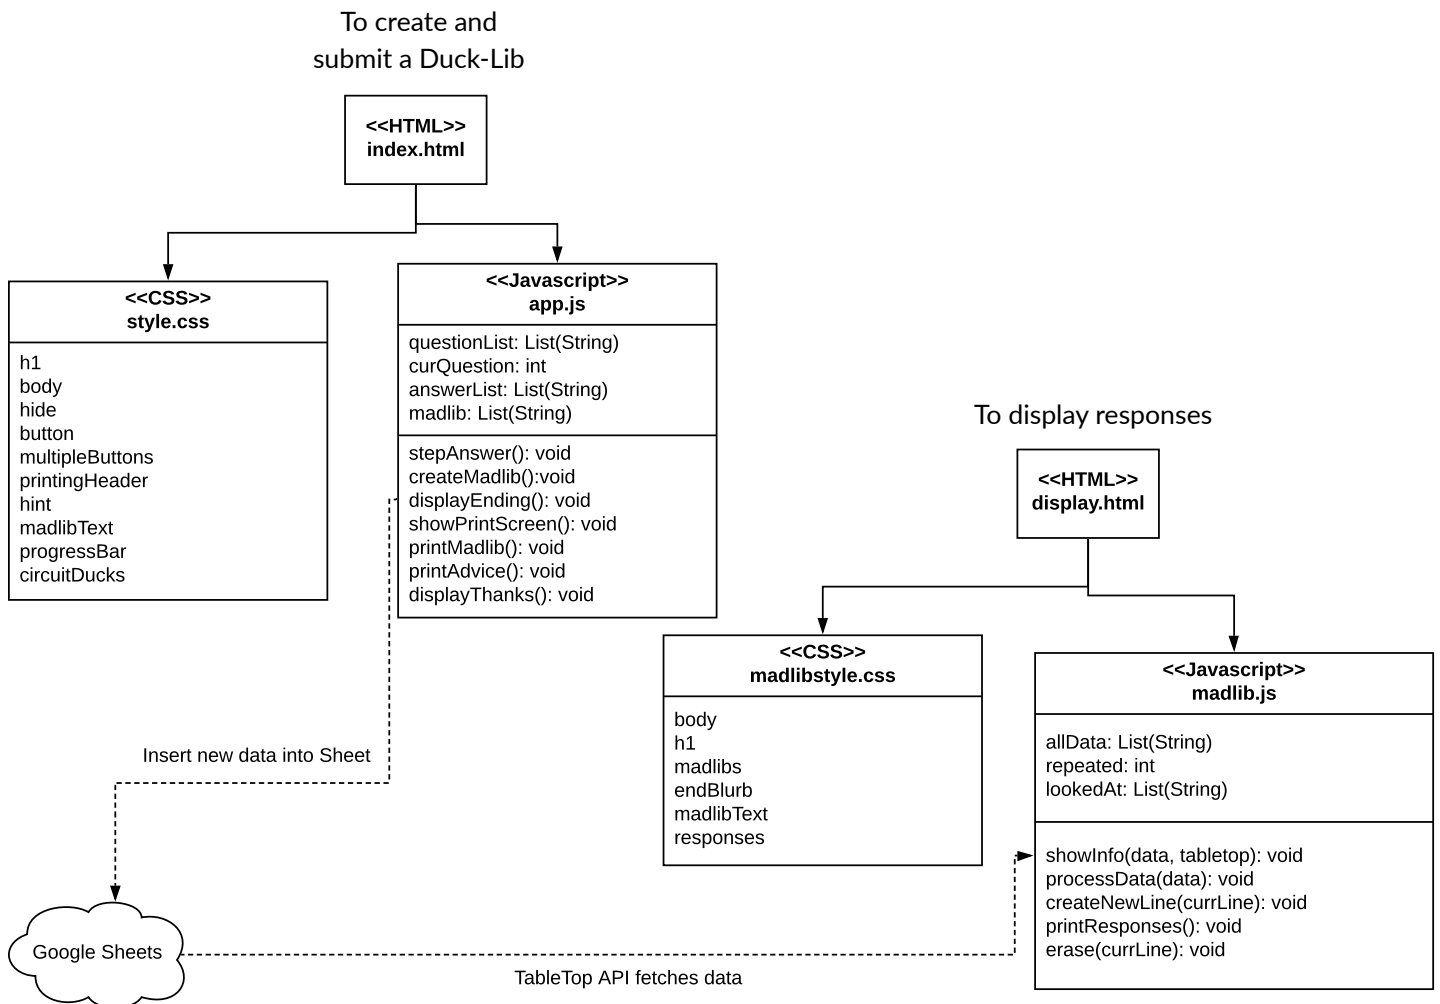 To create and
submit a Duck-Lib
<<HTML>>
index.html
<<CSS>>
style.css
h1
body
hide
button
multipleButtons
printingHeader
hint
madlibText
progressBar
circuitDucks
<<Javascript>>
app.js
questionList: List(String)
curQuestion: int
answerList: List(String)
madlib: List(String)
stepAnswer(): void
createMadlib():void
displayEnding(): void
showPrintScreen(): void
printMadlib(): void
printAdvice(): void
displayThanks(): void
To display responses
<<HTML>>
display.html
<<CSS>>
madlibstyle.css
body
h1
madlibs
endBlurb
madlibText
responses
<<Javascript>>
madlib.js
allData: List(String)
repeated: int
lookedAt: List(String)
showInfo(data, tabletop): void
processData(data): void
createNewLine(currLine): void
printResponses(): void
erase(currLine): void
Insert new data into Sheet
Google Sheets
TableTop API fetches data